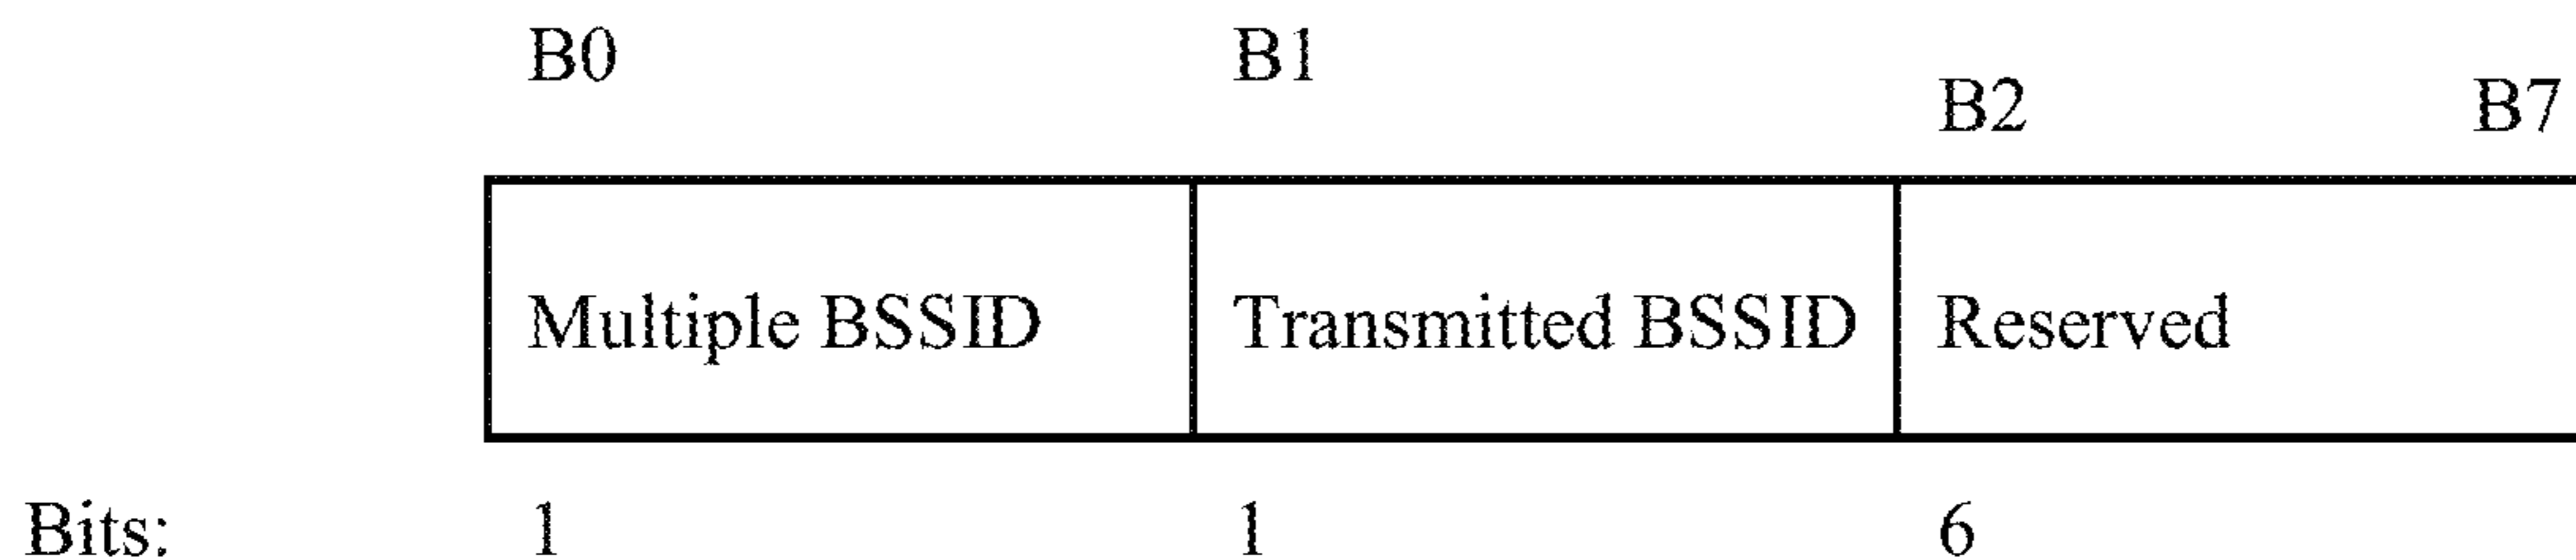 B0 B1
B2 B7
Multiple BSSID Transmitted BSSID Reserved
Bits: 1 1 6